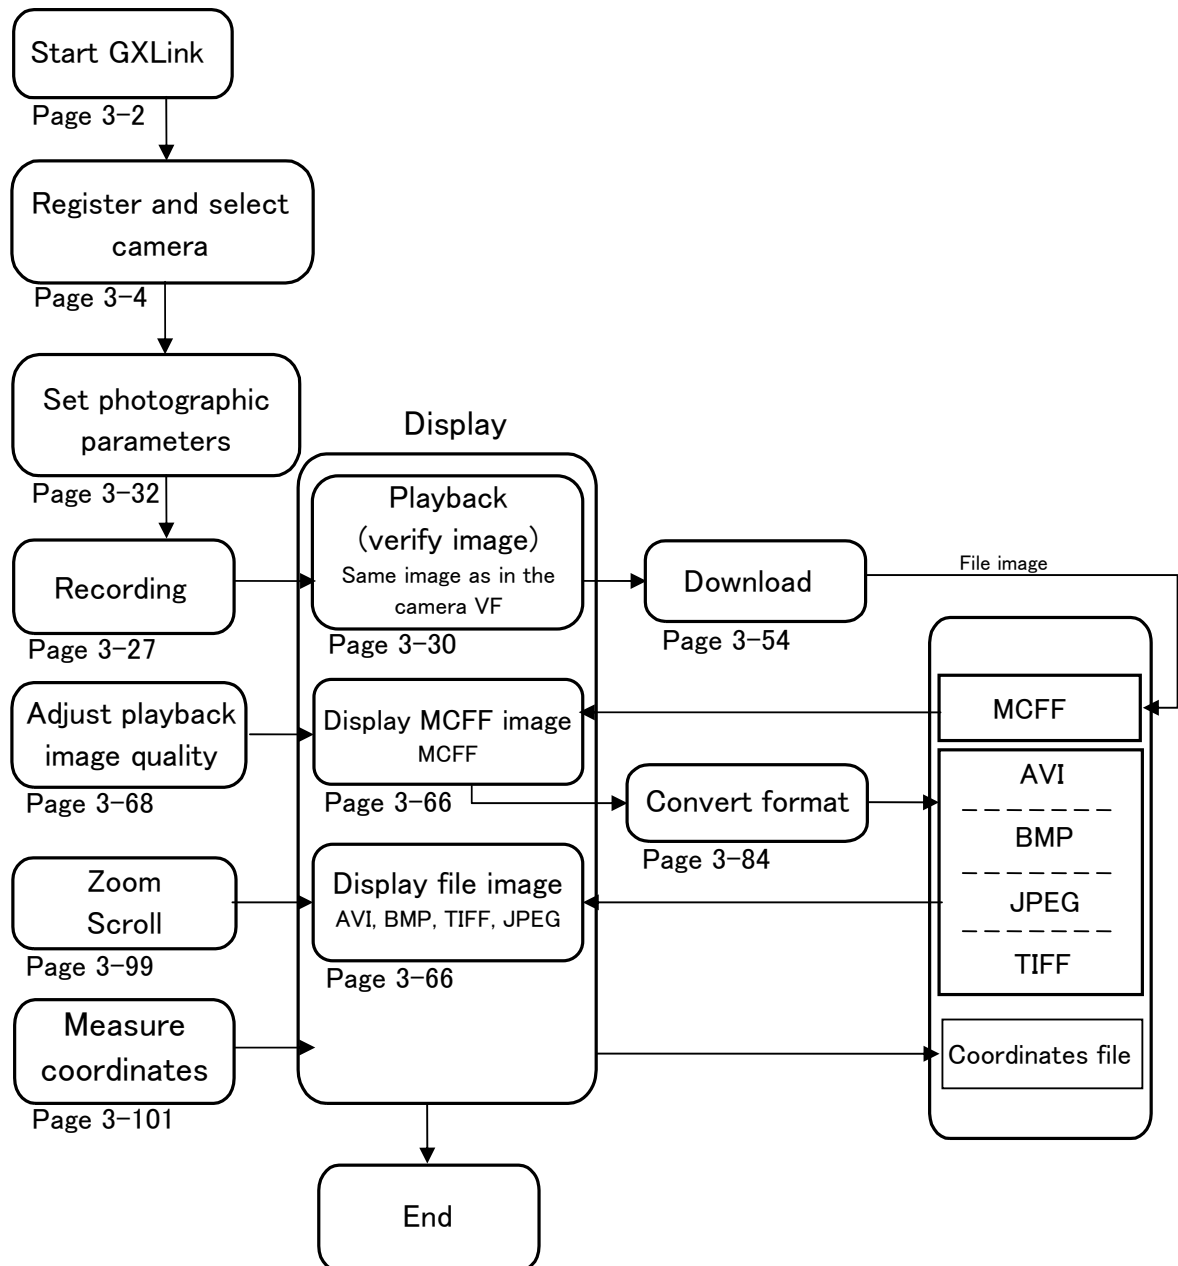 Start GXLink
Page 3-2
Register and select
camera
Page 3-4
Set photographic
parameters
Page 3-32
Recording
Page 3-27
Display
Playback
(verify image)
Same image as in the
camera VF
Page 3-30
Download
Page 3-54
File image
Adjust playback
image quality
Page 3-68
Display MCFF image
MCFF
Page 3-66
Convert format
Page 3-84
MCFF
AVI
BMP
JPEG
TIFF
Zoom
Scroll
Page 3-99
Display file image
AVI, BMP, TIFF, JPEG
Page 3-66
Measure
coordinates
Page 3-101
Coordinates file
End